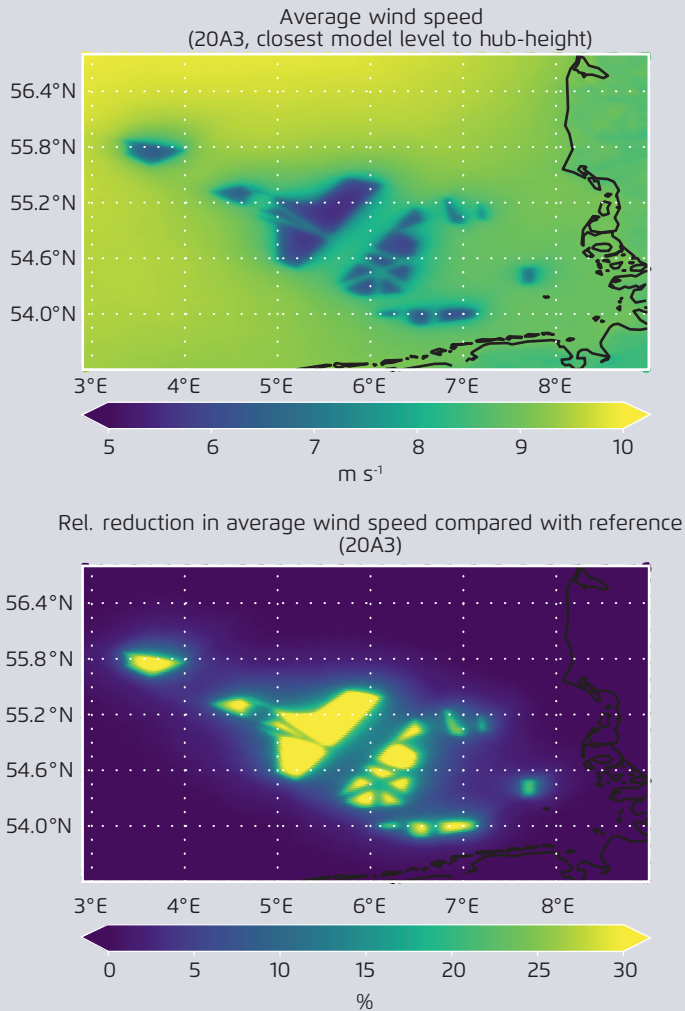 Average wind speed
(20A3, closest model level to hub-height)
56.4°N
55.8°N
55.2°N
54.6°N
54.0°N
3°E 4°E 5°E 6°E 7°E 8°E
5 6 7 8 9 10
m s⁻¹
Rel. reduction in average wind speed compared with reference
(20A3)
56.4°N
55.8°N
55.2°N
54.6°N
54.0°N
3°E 4°E 5°E 6°E 7°E 8°E
0 5 10 15 20 25 30
%